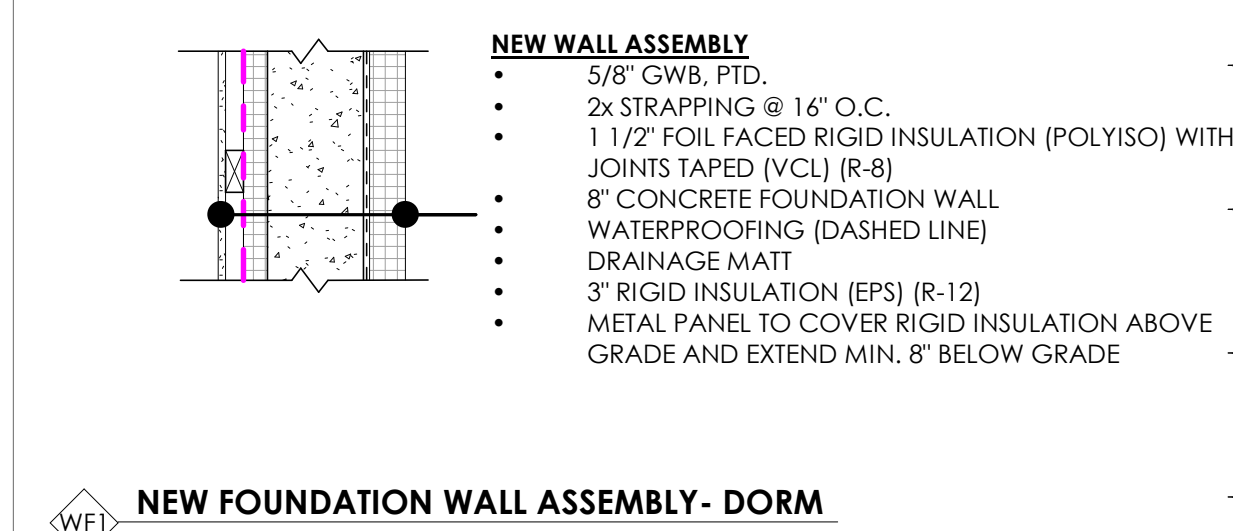 NEW WALL ASSEMBLY
• 5/8" GWB, PTD.
• 2x STRAPPING @ 16" O.C.
• 1 1/2" FOIL FACED RIGID INSULATION (POLYISO) WITH
JOINTS TAPED (VCL) (R-8)
• 8" CONCRETE FOUNDATION WALL
• WATERPROOFING (DASHED LINE)
• DRAINAGE MATT
• 3" RIGID INSULATION (EPS) (R-12)
• METAL PANEL TO COVER RIGID INSULATION ABOVE
GRADE AND EXTEND MIN. 8" BELOW GRADE
NEW FOUNDATION WALL ASSEMBLY- DORM
WF1